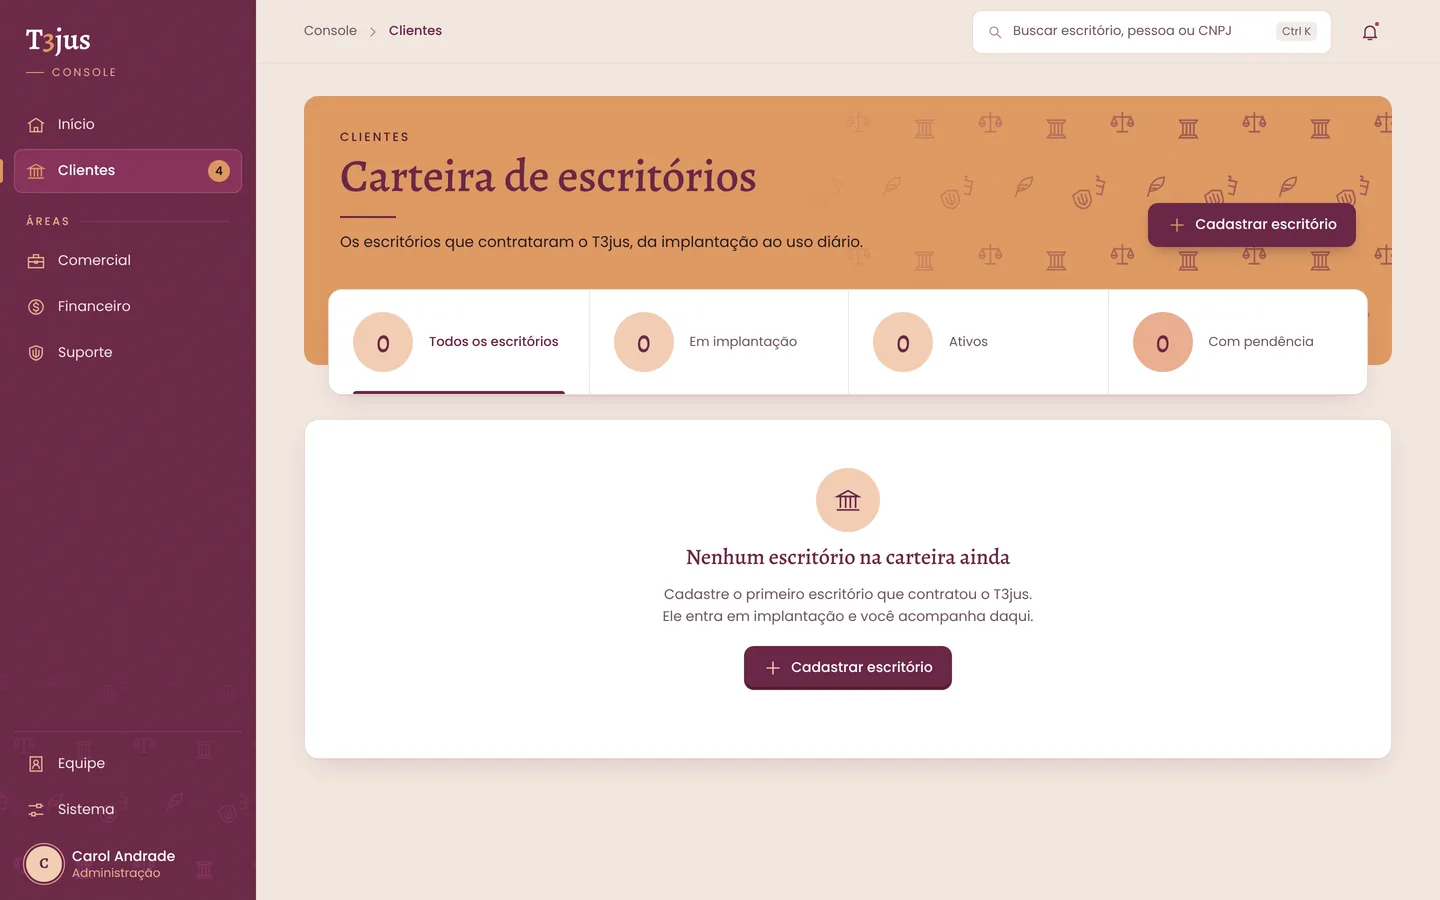 T3jus
CONSOLE
Início
Clientes
4
ÁREAS
Comercial
Financeiro
Suporte
Equipe
Sistema
C
Carol Andrade
Administração
Console
Clientes
Buscar escritório, pessoa ou CNPJ
Ctrl K
CLIENTES
Carteira de escritórios
Os escritórios que contrataram o T3jus, da implantação ao uso diário.
Cadastrar escritório
0
Todos os escritórios
0
Em implantação
0
Ativos
0
Com pendência
Nenhum escritório na carteira ainda
Cadastre o primeiro escritório que contratou o T3jus.
Ele entra em implantação e você acompanha daqui.
Cadastrar escritório